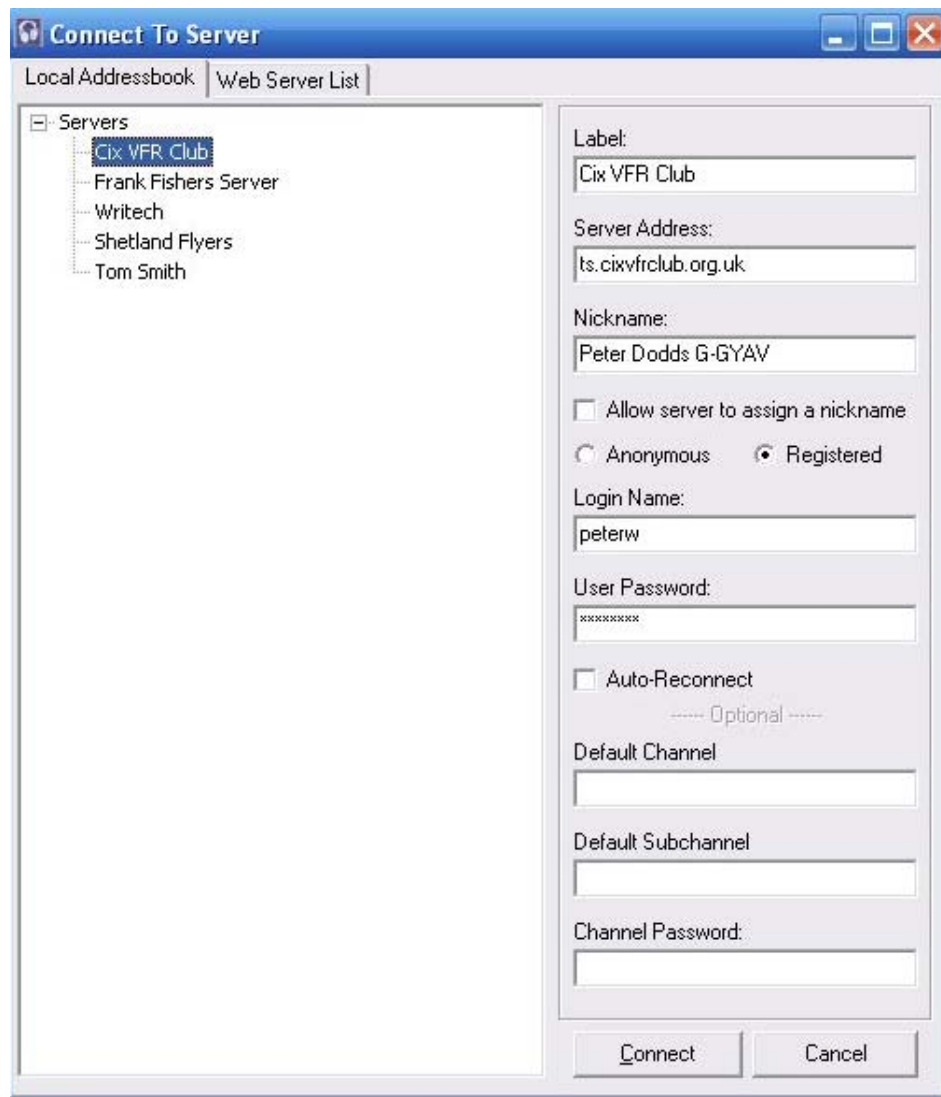 Connect To Server
Local Addressbook
Web Server List
Servers
Cix VFR Club
Frank Fishers Server
Writech
Shetland Flyers
Tom Smith
Label:
Cix VFR Club
Server Address:
ts.cixvfrclub.org.uk
Nickname:
Peter Dodds G-GYAV
Allow server to assign a nickname
Anonymous
Registered
Login Name:
peterw
User Password:
********
Auto-Reconnect
------ Optional ------
Default Channel
Default Subchannel
Channel Password:
Connect
Cancel